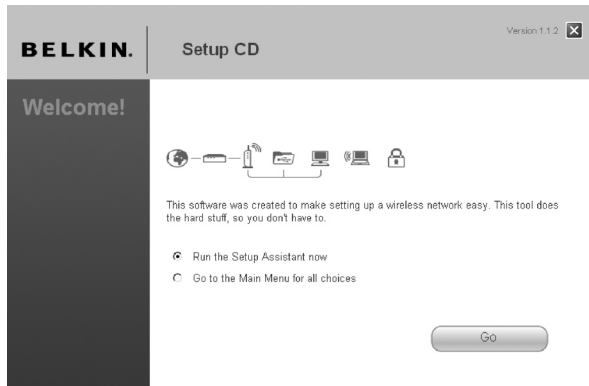 BELKIN.
Setup CD
Version 1.1.2
Welcome!
This software was created to make setting up a wireless network easy. This tool does
the hard stuff, so you don't have to.
Run the Setup Assistant now
Go to the Main Menu for all choices
Go